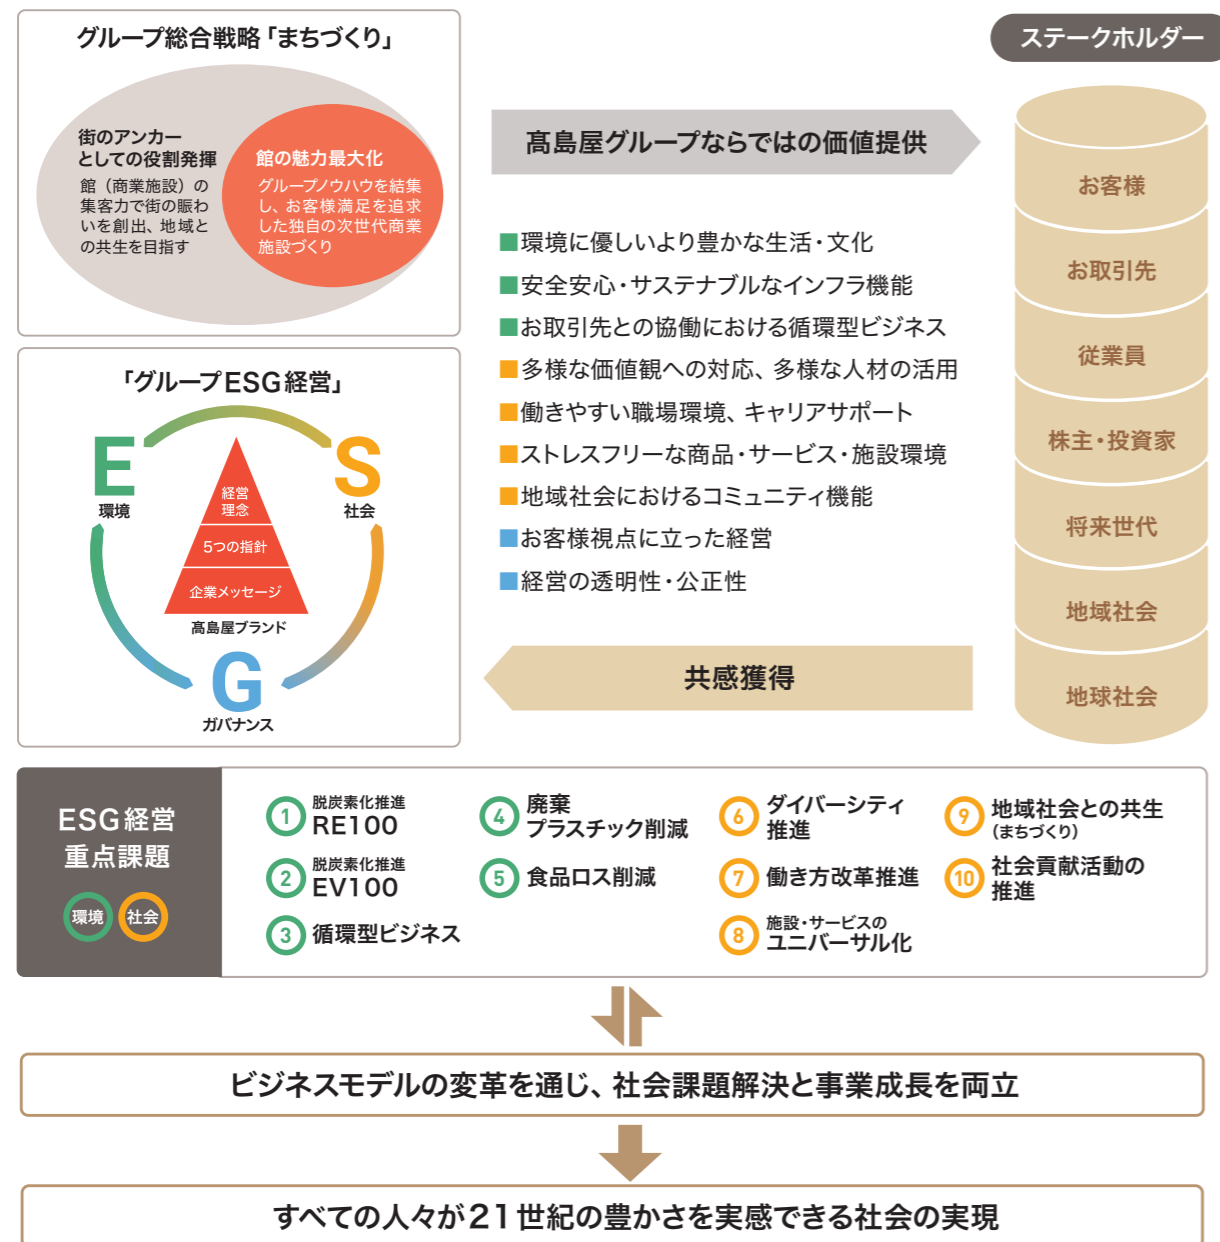 グループ総合戦略「まちづくり」
街のアンカー
としての役割発揮
館（商業施設）の
集客力で街の賑わ
いを創出、地域と
の共生を目指す
館の魅力最大化
グループノウハウを結集
し、お客様満足を追求
した独自の次世代商業
施設づくり
「グループESG経営」
E
環境
S
社会
経営
理念
5つの指針
企業メッセージ
髙島屋ブランド
G
ガバナンス
髙島屋グループならではの価値提供
■環境に優しいより豊かな生活・文化
■安全安心・サステナブルなインフラ機能
■お取引先との協働における循環型ビジネス
■多様な価値観への対応、多様な人材の活用
■働きやすい職場環境、キャリアサポート
■ストレスフリーな商品・サービス・施設環境
■地域社会におけるコミュニティ機能
■お客様視点に立った経営
■経営の透明性・公正性
共感獲得
ステークホルダー
お客様
お取引先
従業員
株主・投資家
将来世代
地域社会
地球社会
ESG経営
重点課題
環境 社会
1 脱炭素化推進
RE100
2 脱炭素化推進
EV100
3 循環型ビジネス
4 廃棄
プラスチック削減
5 食品ロス削減
6 ダイバーシティ
推進
7 働き方改革推進
8 施設・サービスの
ユニバーサル化
9 地域社会との共生
（まちづくり）
10 社会貢献活動の
推進
ビジネスモデルの変革を通じ、社会課題解決と事業成長を両立
すべての人々が21世紀の豊かさを実感できる社会の実現